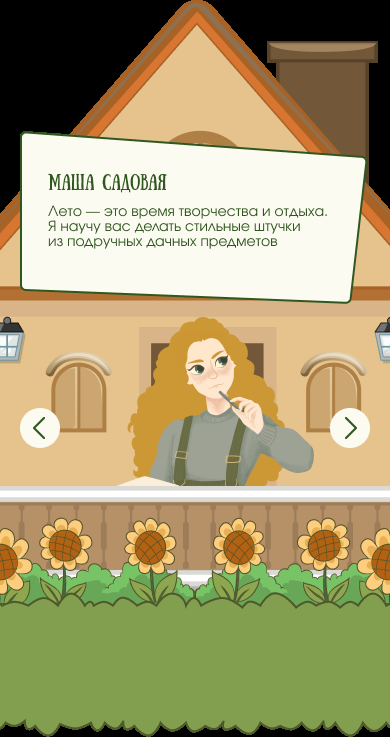 МАША САДОВАЯ
Лето — это время творчества и отдыха.
Я научу вас делать стильные штучки
из подручных дачных предметов